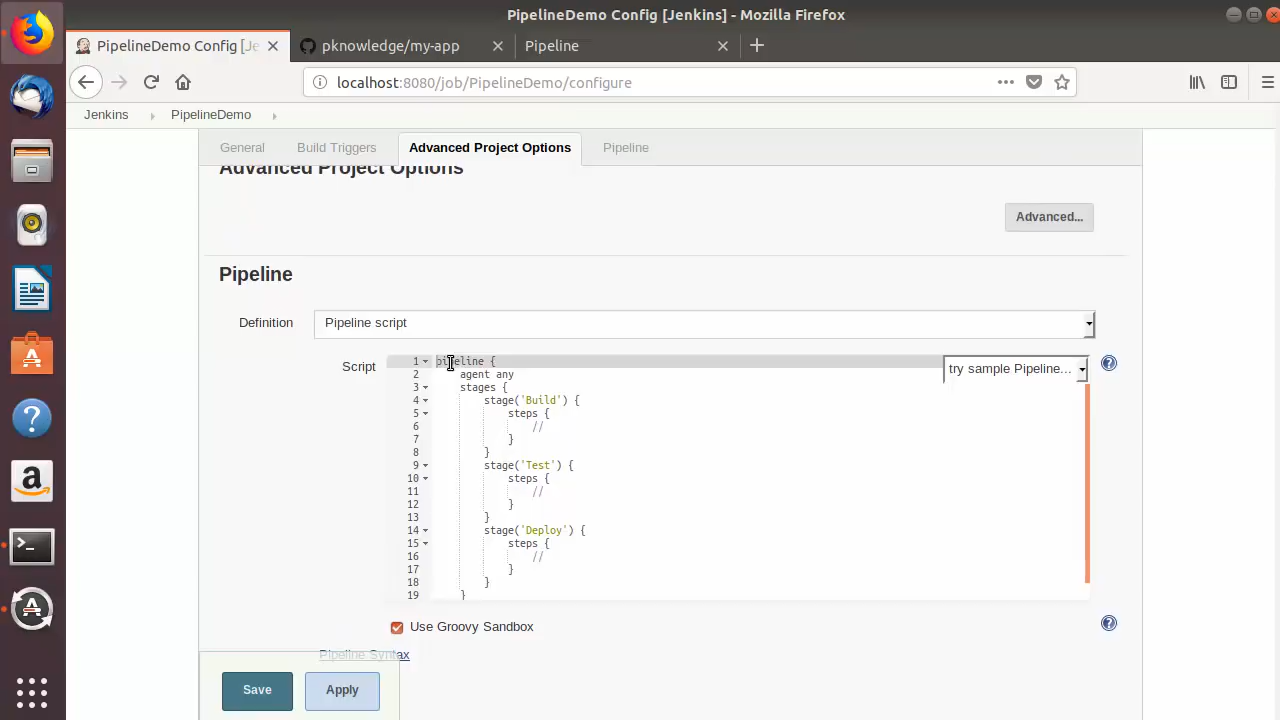 PipelineDemo Config [Jenkins] - Mozilla Firefox
PipelineDemo Config [Je
pknowledge/my-app
Pipeline
localhost:8080/job/PipelineDemo/configure
Jenkins
PipelineDemo
General
Build Triggers
Advanced Project Options
Pipeline
Advanced Project Options
Advanced...
Pipeline
Definition
Pipeline script
Script
try sample Pipeline...
1 pipeline {
2 agent any
3 stages {
4 stage('Build') {
5 steps {
6 //
7 }
8 }
9 stage('Test') {
10 steps {
11 //
12 }
13 }
14 stage('Deploy') {
15 steps {
16 //
17 }
18 }
19 }
Use Groovy Sandbox
Pipeline Syntax
Save
Apply